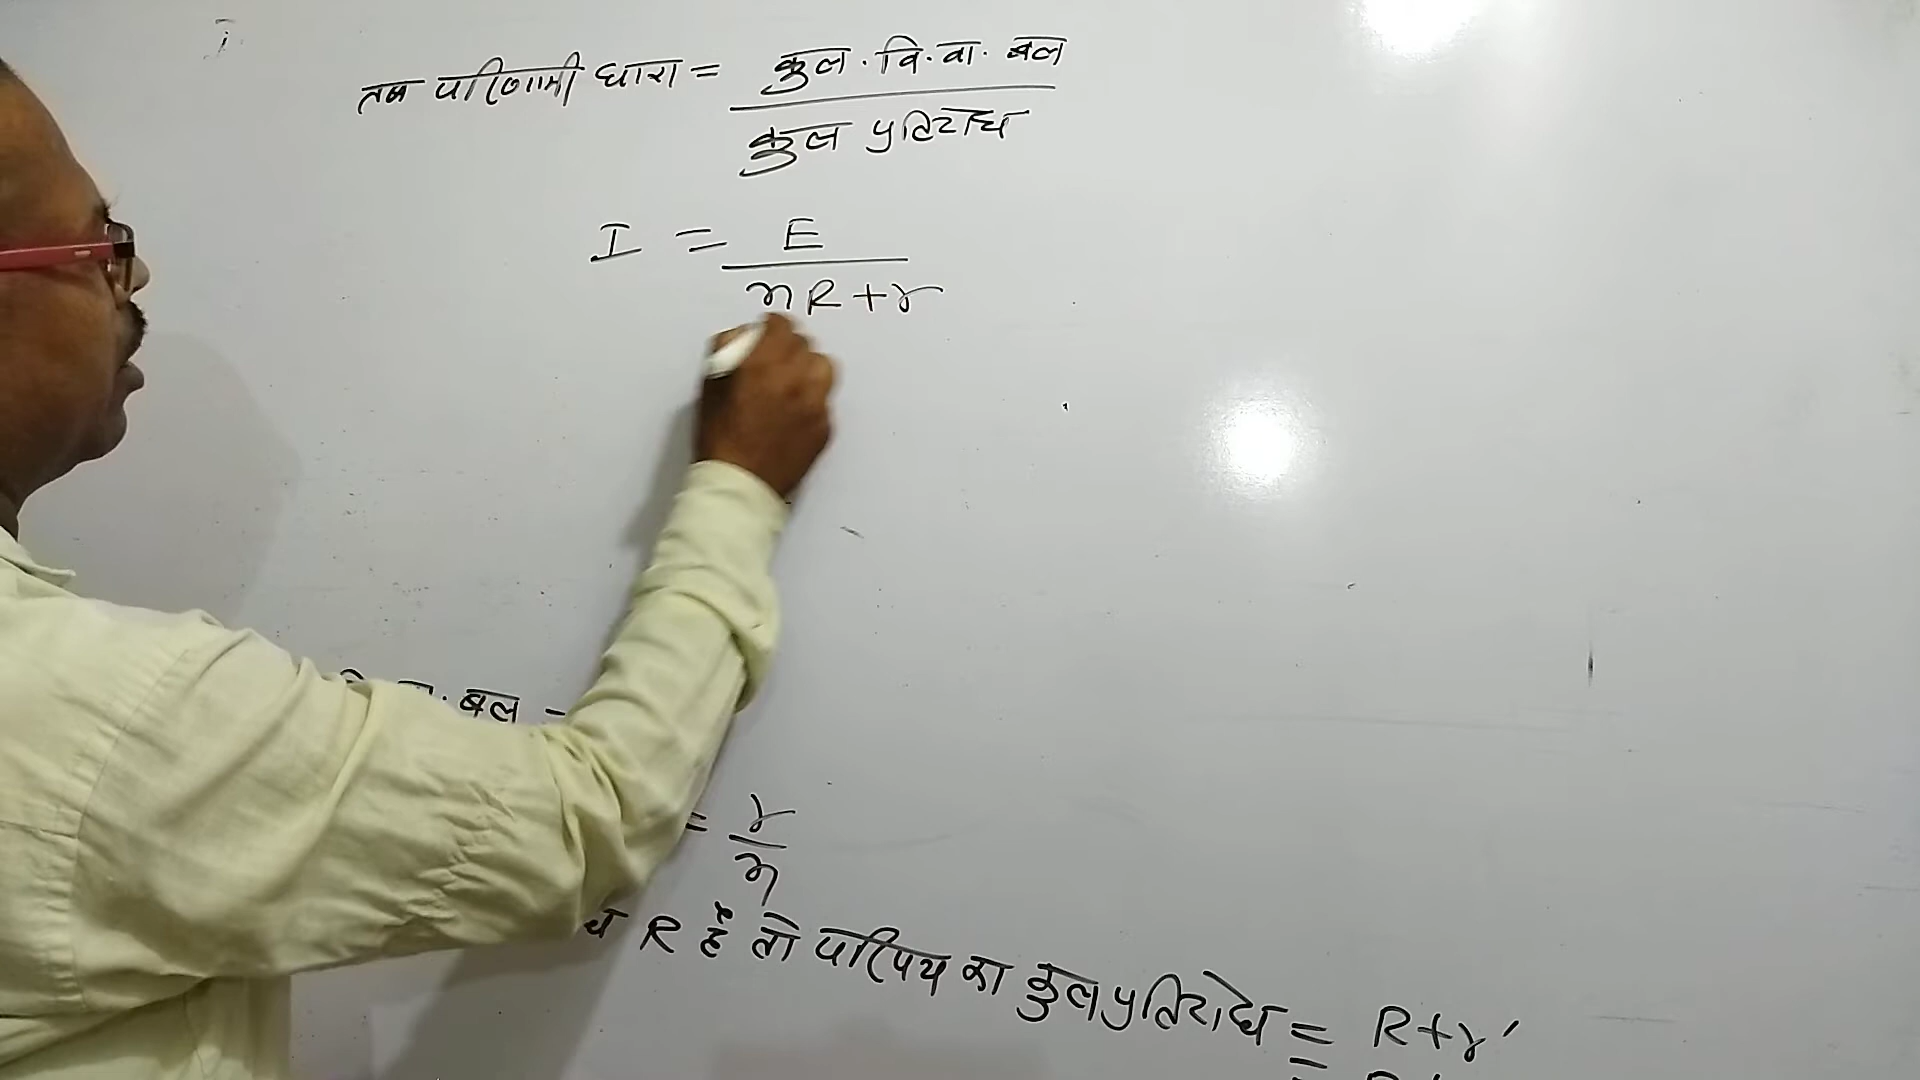 तब परिणामी धारा = कुल . वि . वा . बल
कुल प्रतिरोध
I = E
nR + r
बल =
= r
n
R है तो परिपथ का कुल प्रतिरोध = R + r'
=